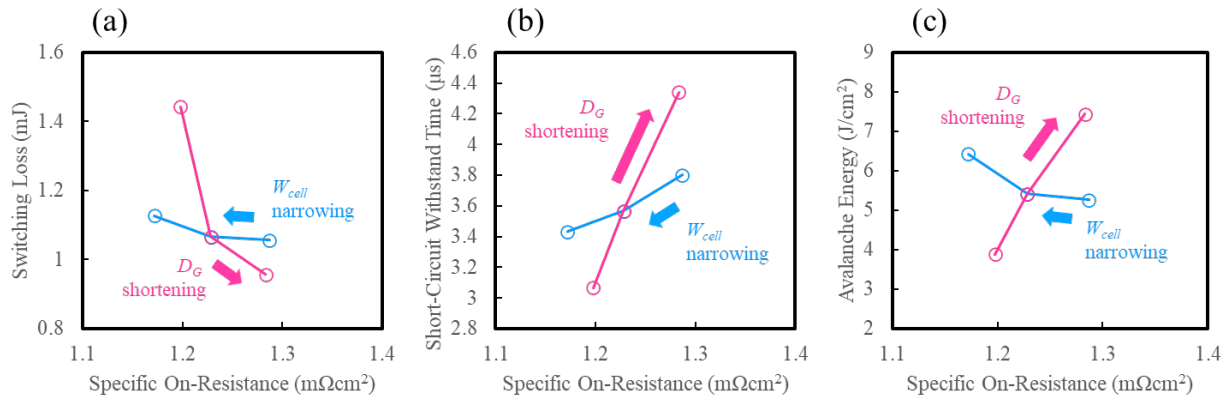 (a)
1.6
1.4
1.2
1
0.8
Switching Loss (mJ)
W_cell
narrowing
D_G
shortening
1.1
1.2
1.3
1.4
Specific On-Resistance (mΩcm²)
(b)
4.6
4.4
4.2
4
3.8
3.6
3.4
3.2
3
2.8
Short-Circuit Withstand Time (μs)
D_G
shortening
W_cell
narrowing
1.1
1.2
1.3
1.4
Specific On-Resistance (mΩcm²)
(c)
9
8
7
6
5
4
3
2
Avalanche Energy (J/cm²)
D_G
shortening
W_cell
narrowing
1.1
1.2
1.3
1.4
Specific On-Resistance (mΩcm²)